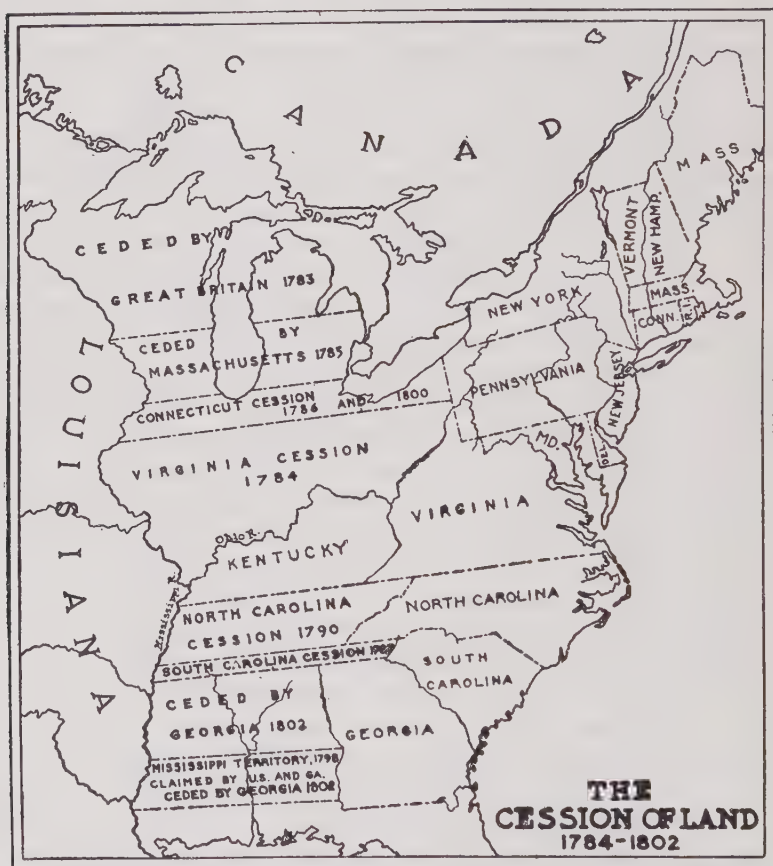 CANADA
MASS
VERMONT
NEW HAMP.
CEDED BY
GREAT BRITAIN 1783
NEW YORK
MASS.
CONN.
R.I.
CEDED BY
MASSACHUSETTS 1785
CONNECTICUT CESSION
1786 AND 1800
PENNSYLVANIA
NEW JERSEY
MD.
DEL.
LOUISIANA
VIRGINIA CESSION
1784
VIRGINIA
OHIO R.
KENTUCKY
Mississippi R.
NORTH CAROLINA
CESSION 1790
NORTH CAROLINA
SOUTH CAROLINA CESSION 1787
SOUTH
CAROLINA
CEDED BY
GEORGIA 1802
GEORGIA
MISSISSIPPI TERRITORY, 1798
CLAIMED BY U.S. AND GA.
CEDED BY GEORGIA 1802
THE
CESSION OF LAND
1784-1802